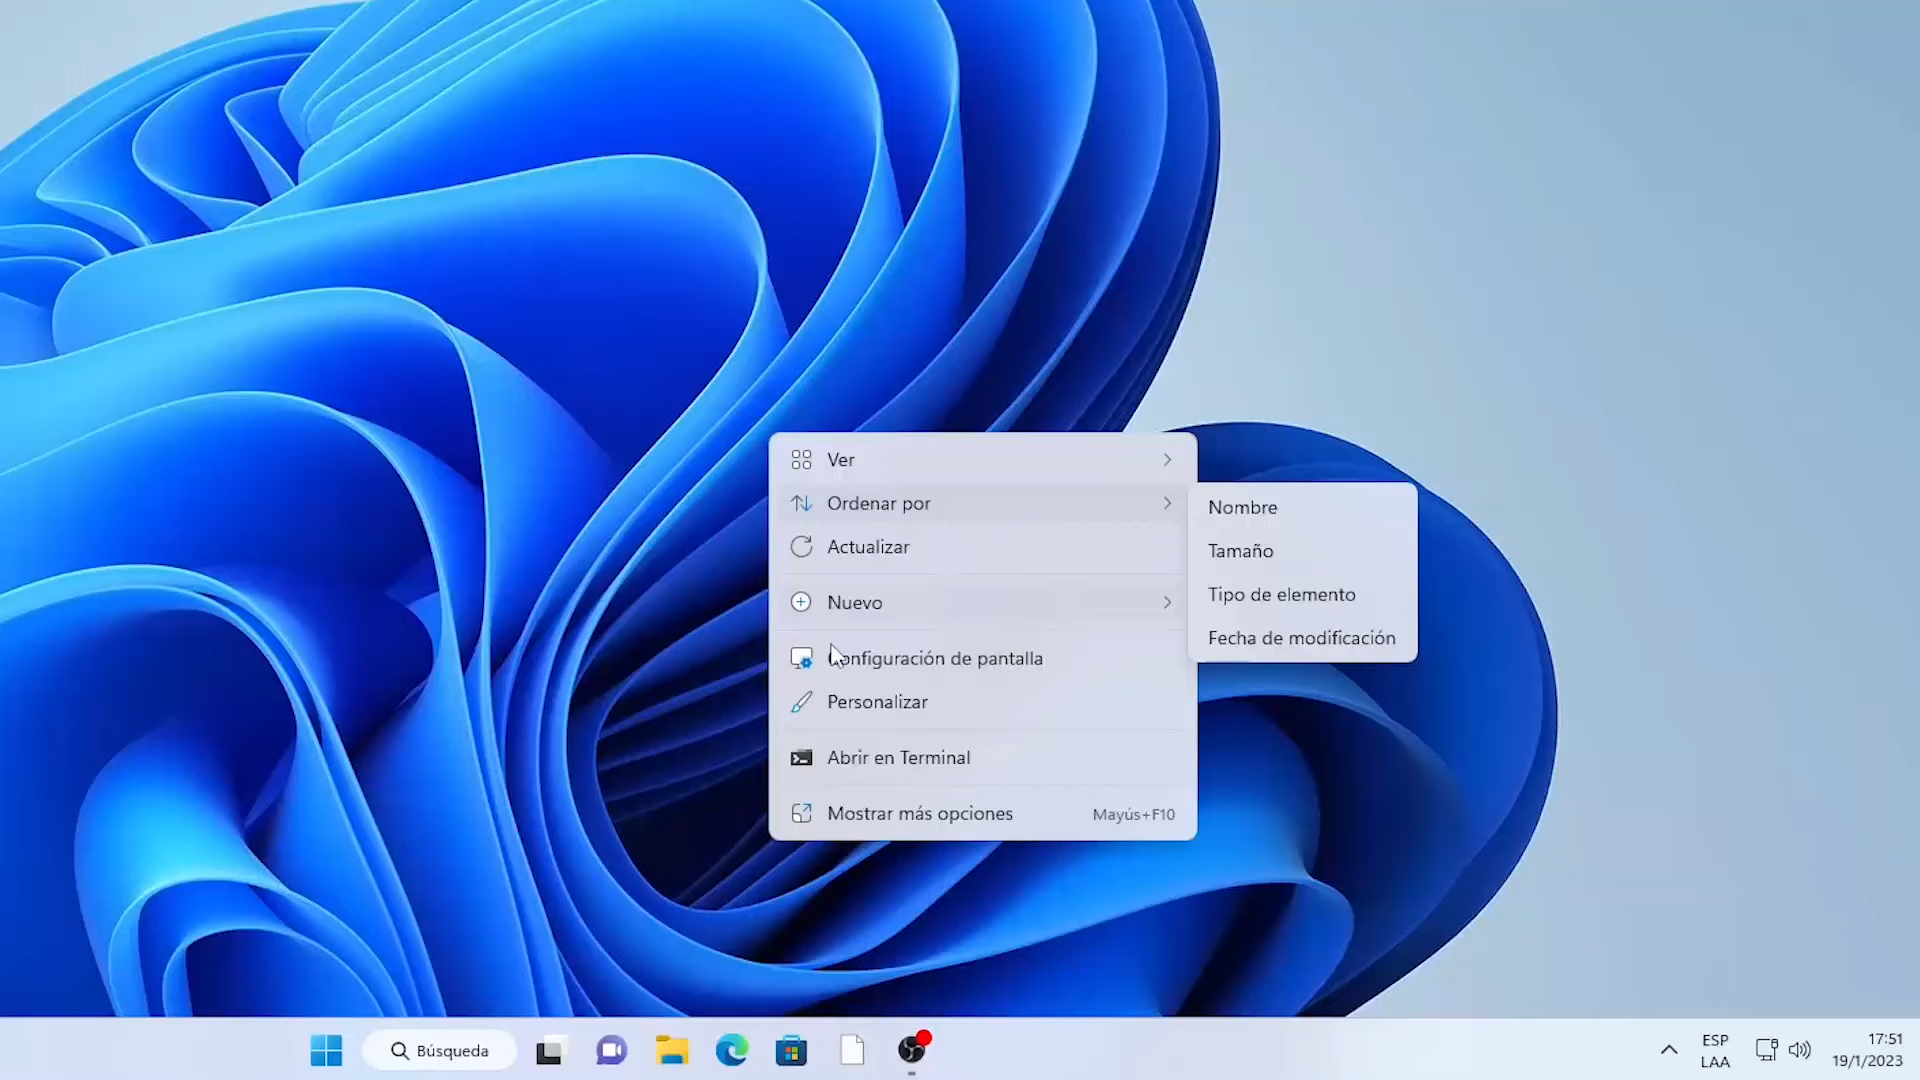 Ver
Ordenar por
Actualizar
Nuevo
Configuración de pantalla
Personalizar
Abrir en Terminal
Mostrar más opciones Mayús+F10
Nombre
Tamaño
Tipo de elemento
Fecha de modificación
Búsqueda
ESP
LAA
17:51
19/1/2023